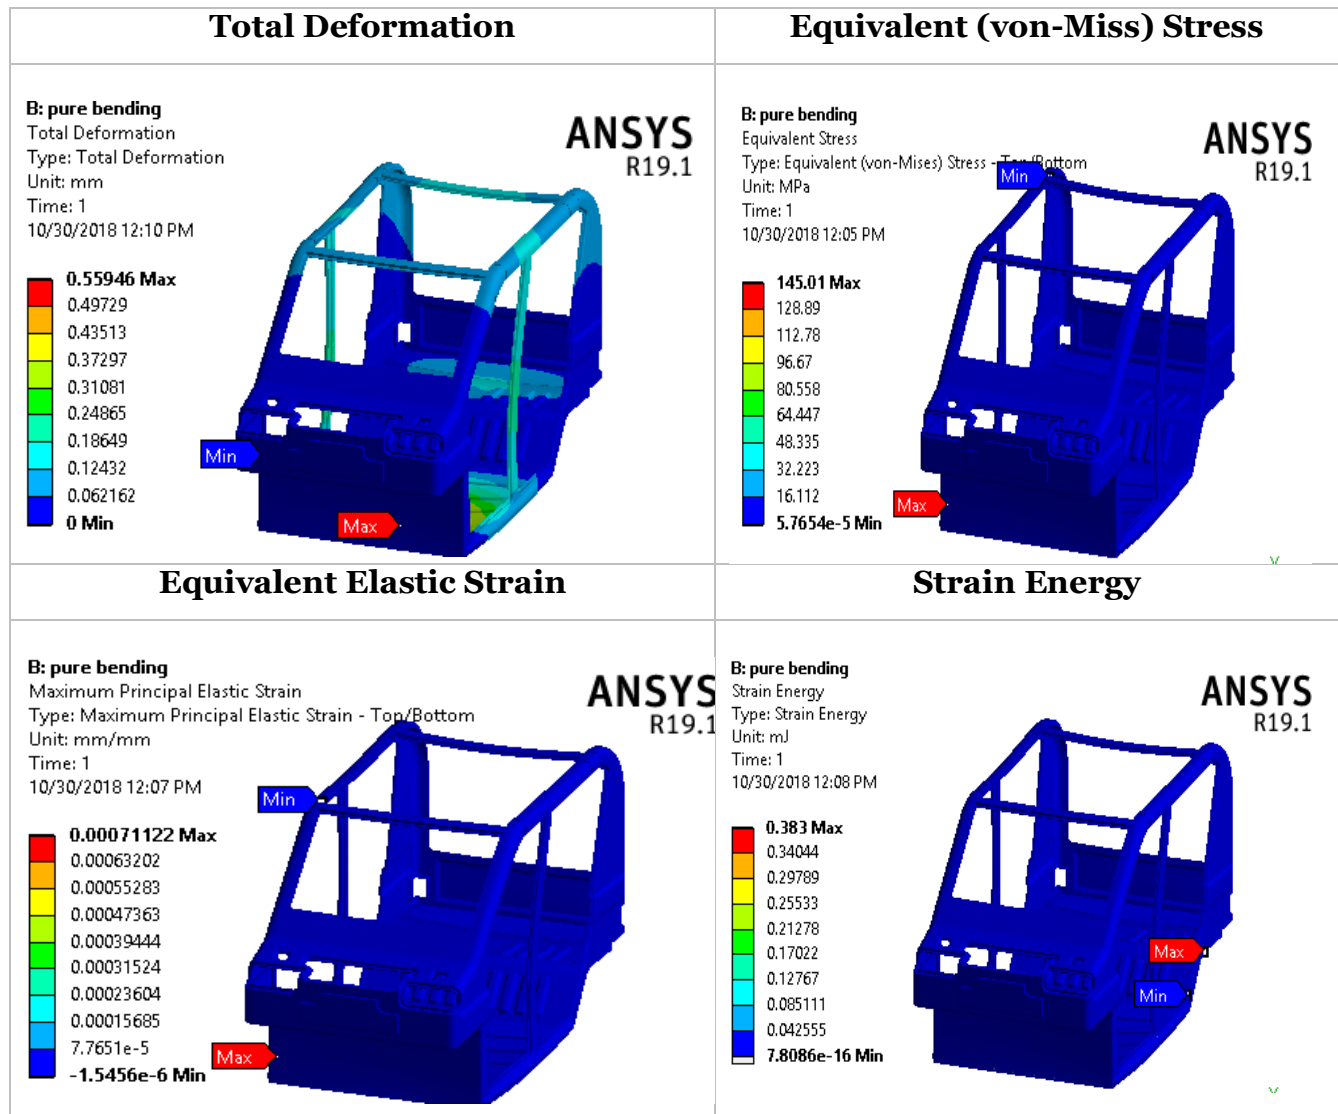 Total Deformation
B: pure bending
Total Deformation
Type: Total Deformation
Unit: mm
Time: 1
10/30/2018 12:10 PM
ANSYS
R19.1
0.55946 Max
0.49729
0.43513
0.37297
0.31081
0.24865
0.18649
0.12432
0.062162
0 Min
Min
Max
Equivalent (von-Miss) Stress
B: pure bending
Equivalent Stress
Type: Equivalent (von-Mises) Stress - Top/Bottom
Unit: MPa
Time: 1
10/30/2018 12:05 PM
ANSYS
R19.1
Min
145.01 Max
128.89
112.78
96.67
80.558
64.447
48.335
32.223
16.112
5.7654e-5 Min
Max
Y
Equivalent Elastic Strain
B: pure bending
Maximum Principal Elastic Strain
Type: Maximum Principal Elastic Strain - Top/Bottom
Unit: mm/mm
Time: 1
10/30/2018 12:07 PM
ANSYS
R19.1
Min
0.00071122 Max
0.00063202
0.00055283
0.00047363
0.00039444
0.00031524
0.00023604
0.00015685
7.7651e-5
-1.5456e-6 Min
Max
Strain Energy
B: pure bending
Strain Energy
Type: Strain Energy
Unit: mJ
Time: 1
10/30/2018 12:08 PM
ANSYS
R19.1
0.383 Max
0.34044
0.29789
0.25533
0.21278
0.17022
0.12767
0.085111
0.042555
7.8086e-16 Min
Max
Min
Y